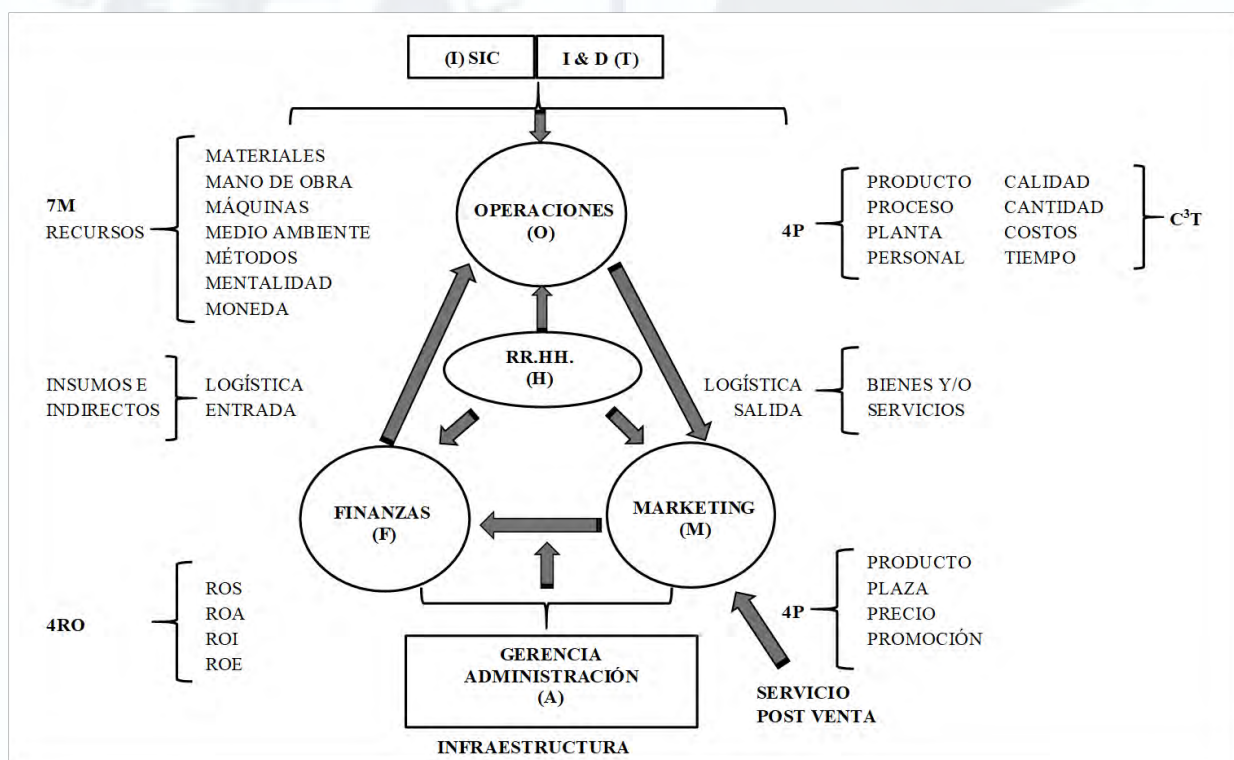 (I) SIC
I & D (T)
MATERIALES
MANO DE OBRA
MÁQUINAS
MEDIO AMBIENTE
MÉTODOS
MENTALIDAD
MONEDA
7M
RECURSOS
OPERACIONES
(O)
4P
PRODUCTO
PROCESO
PLANTA
PERSONAL
CALIDAD
CANTIDAD
COSTOS
TIEMPO
C³T
INSUMOS E
INDIRECTOS
LOGÍSTICA
ENTRADA
RR.HH.
(H)
LOGÍSTICA
SALIDA
BIENES Y/O
SERVICIOS
FINANZAS
(F)
MARKETING
(M)
4RO
ROS
ROA
ROI
ROE
4P
PRODUCTO
PLAZA
PRECIO
PROMOCIÓN
GERENCIA
ADMINISTRACIÓN
(A)
SERVICIO
POST VENTA
INFRAESTRUCTURA